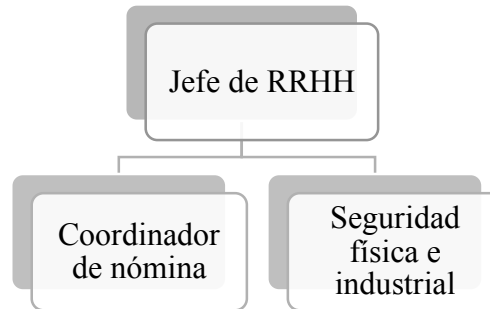 Jefe de RRHH
Coordinador
de nómina
Seguridad
física e
industrial